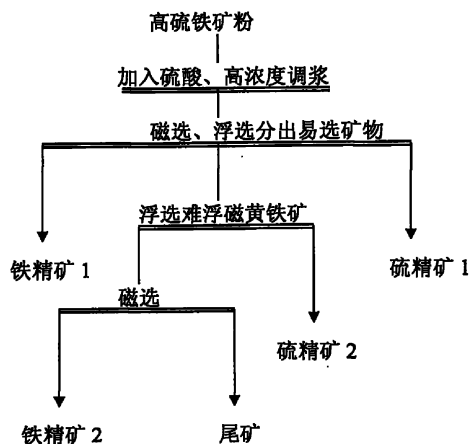 高硫铁矿粉
加入硫酸、高浓度调浆
磁选、浮选分出易选矿物
浮选难浮磁黄铁矿
铁精矿 1
硫精矿 1
磁选
硫精矿 2
铁精矿 2
尾矿